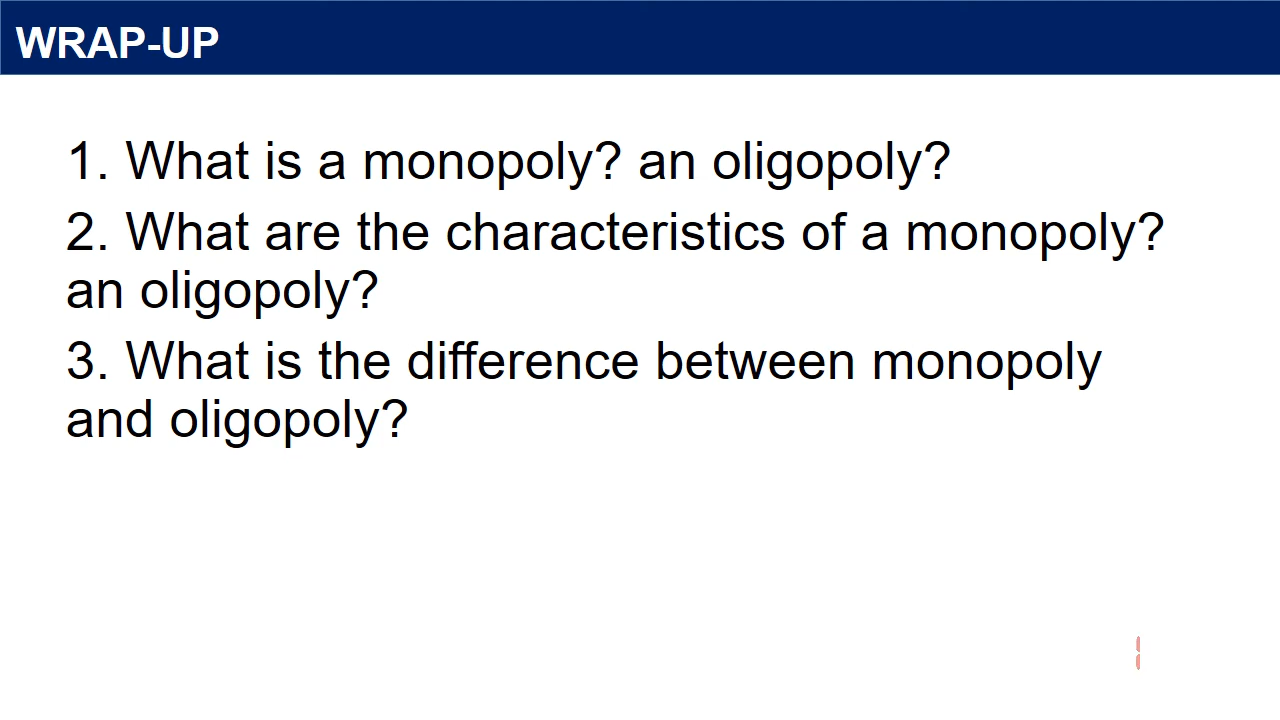 WRAP-UP
1. What is a monopoly? an oligopoly?
2. What are the characteristics of a monopoly?
an oligopoly?
3. What is the difference between monopoly
and oligopoly?
1